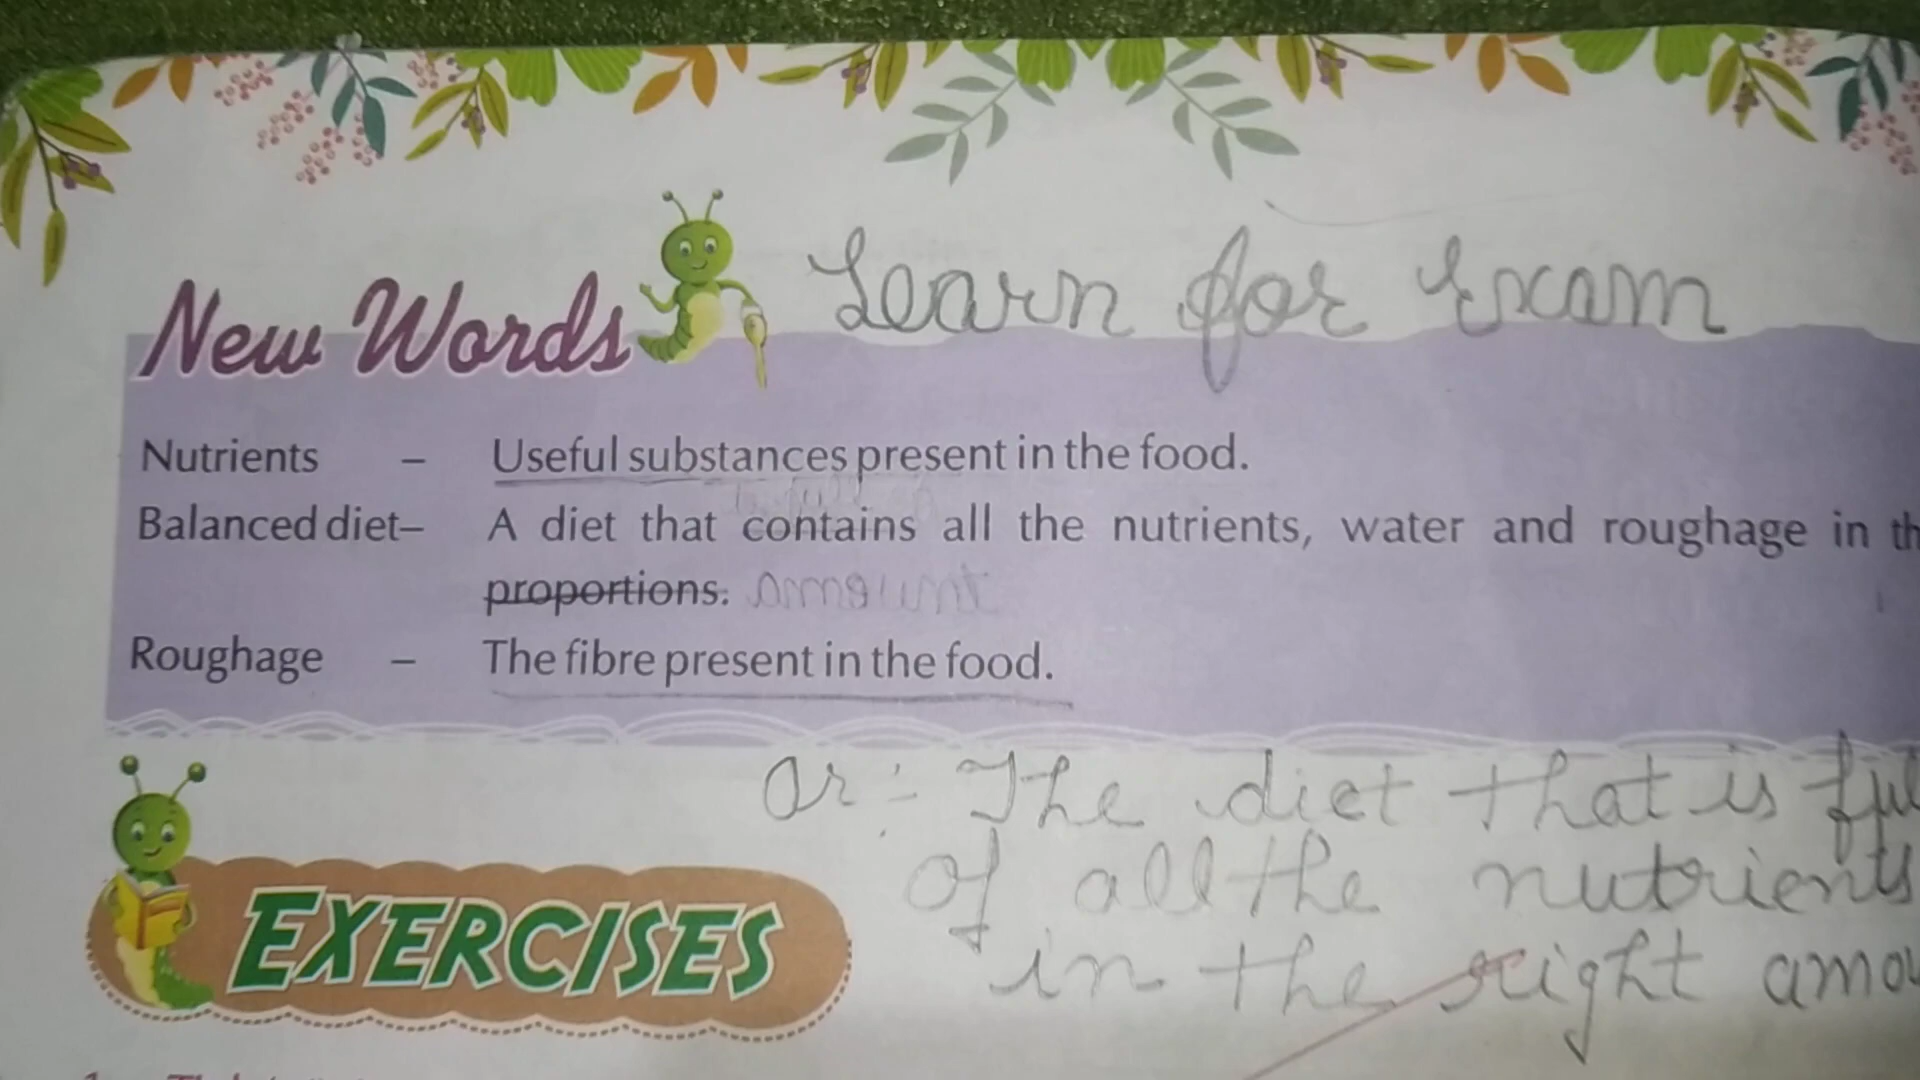 Learn for Exam
New Words
Nutrients – Useful substances present in the food.
Balanced diet– A diet that contains all the nutrients, water and roughage in th
proportions. amount
Roughage – The fibre present in the food.
Or :- The diet that is ful
of all the nutrients
in the right amou
EXERCISES